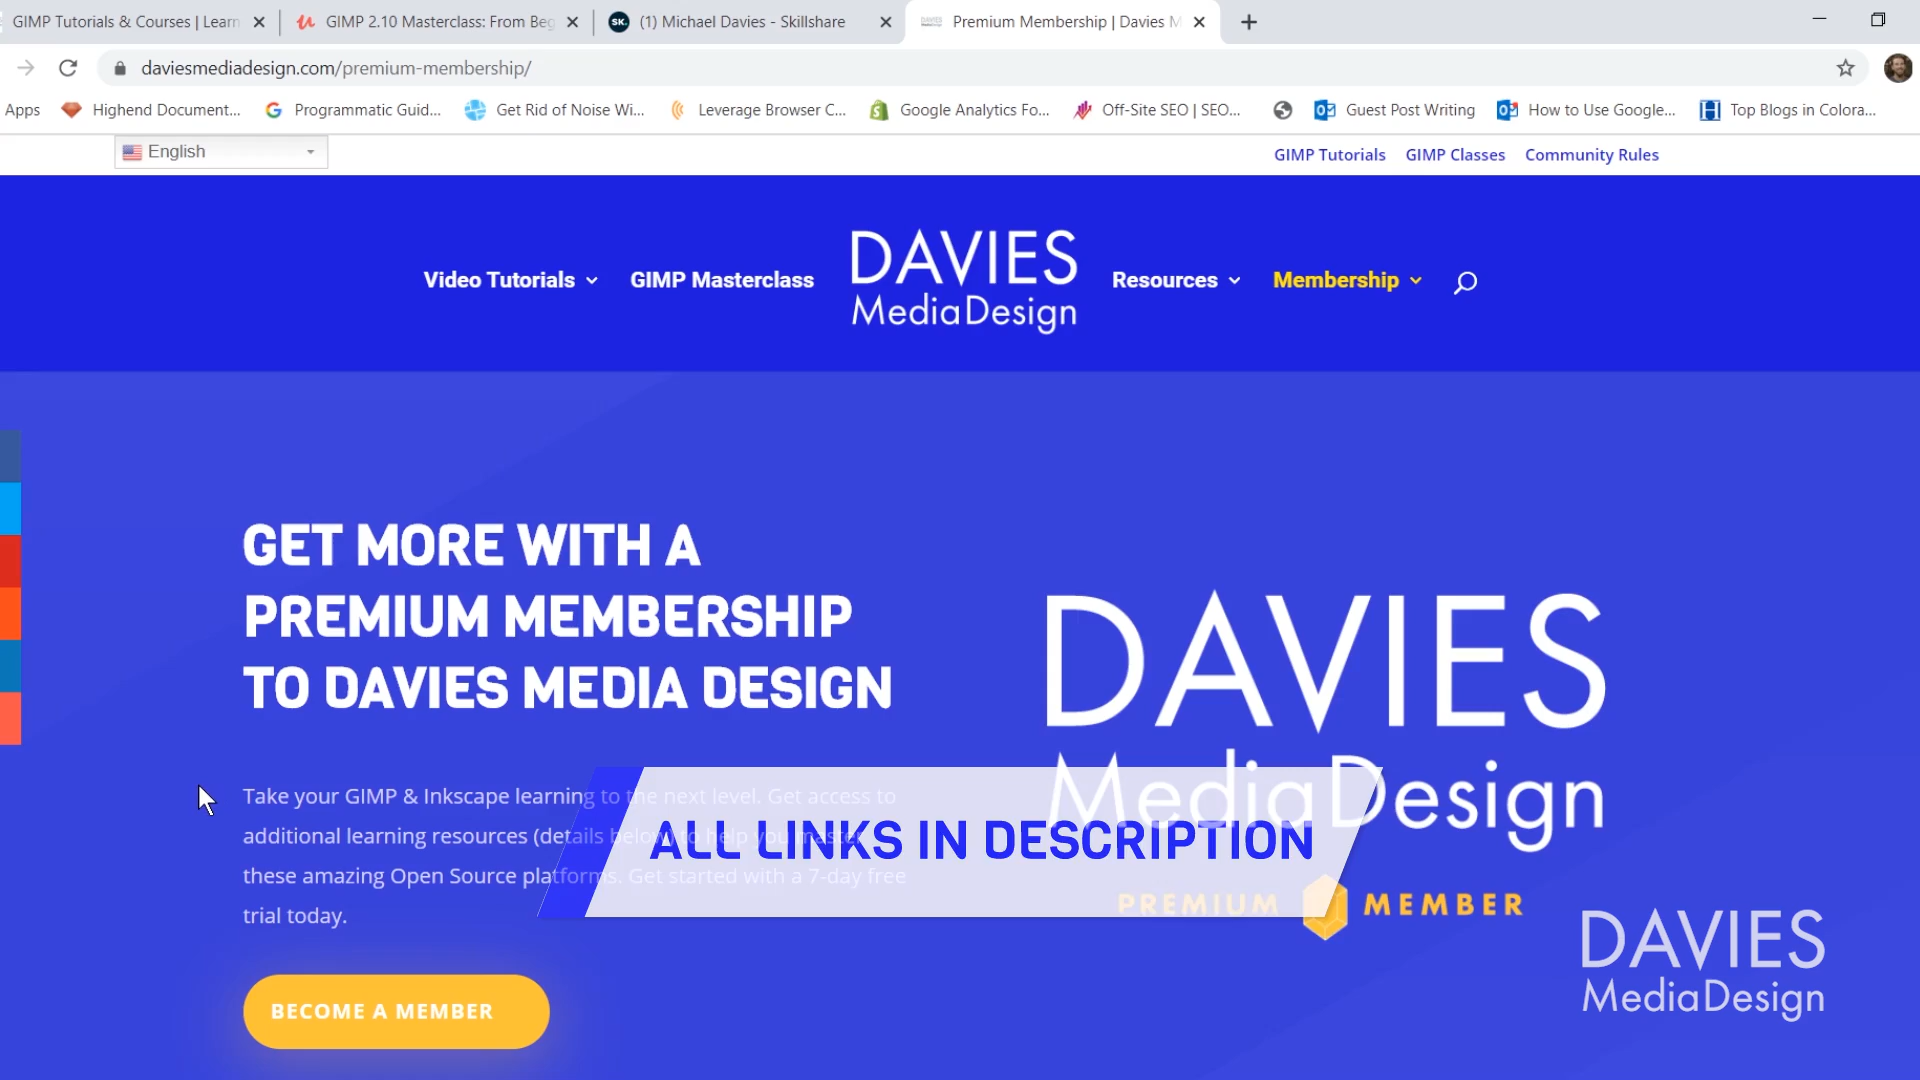 GIMP Tutorials & Courses | Learn
GIMP 2.10 Masterclass: From Beg
SK.
(1) Michael Davies - Skillshare
Premium Membership | Davies M
daviesmediadesign.com/premium-membership/
Apps
Highend Document...
Programmatic Guid...
Get Rid of Noise Wi...
Leverage Browser C...
Google Analytics Fo...
Off-Site SEO | SEO...
Guest Post Writing
How to Use Google...
Top Blogs in Colora...
English
GIMP Tutorials
GIMP Classes
Community Rules
Video Tutorials
GIMP Masterclass
DAVIES
MediaDesign
Resources
Membership
GET MORE WITH A
PREMIUM MEMBERSHIP
TO DAVIES MEDIA DESIGN
Take your GIMP & Inkscape learning to the next level. Get access to
additional learning resources (details below) to help you master
these amazing Open Source platforms. Get started with a 7-day free
trial today.
BECOME A MEMBER
DAVIES
MediaDesign
PREMIUM MEMBER
ALL LINKS IN DESCRIPTION
DAVIES
MediaDesign